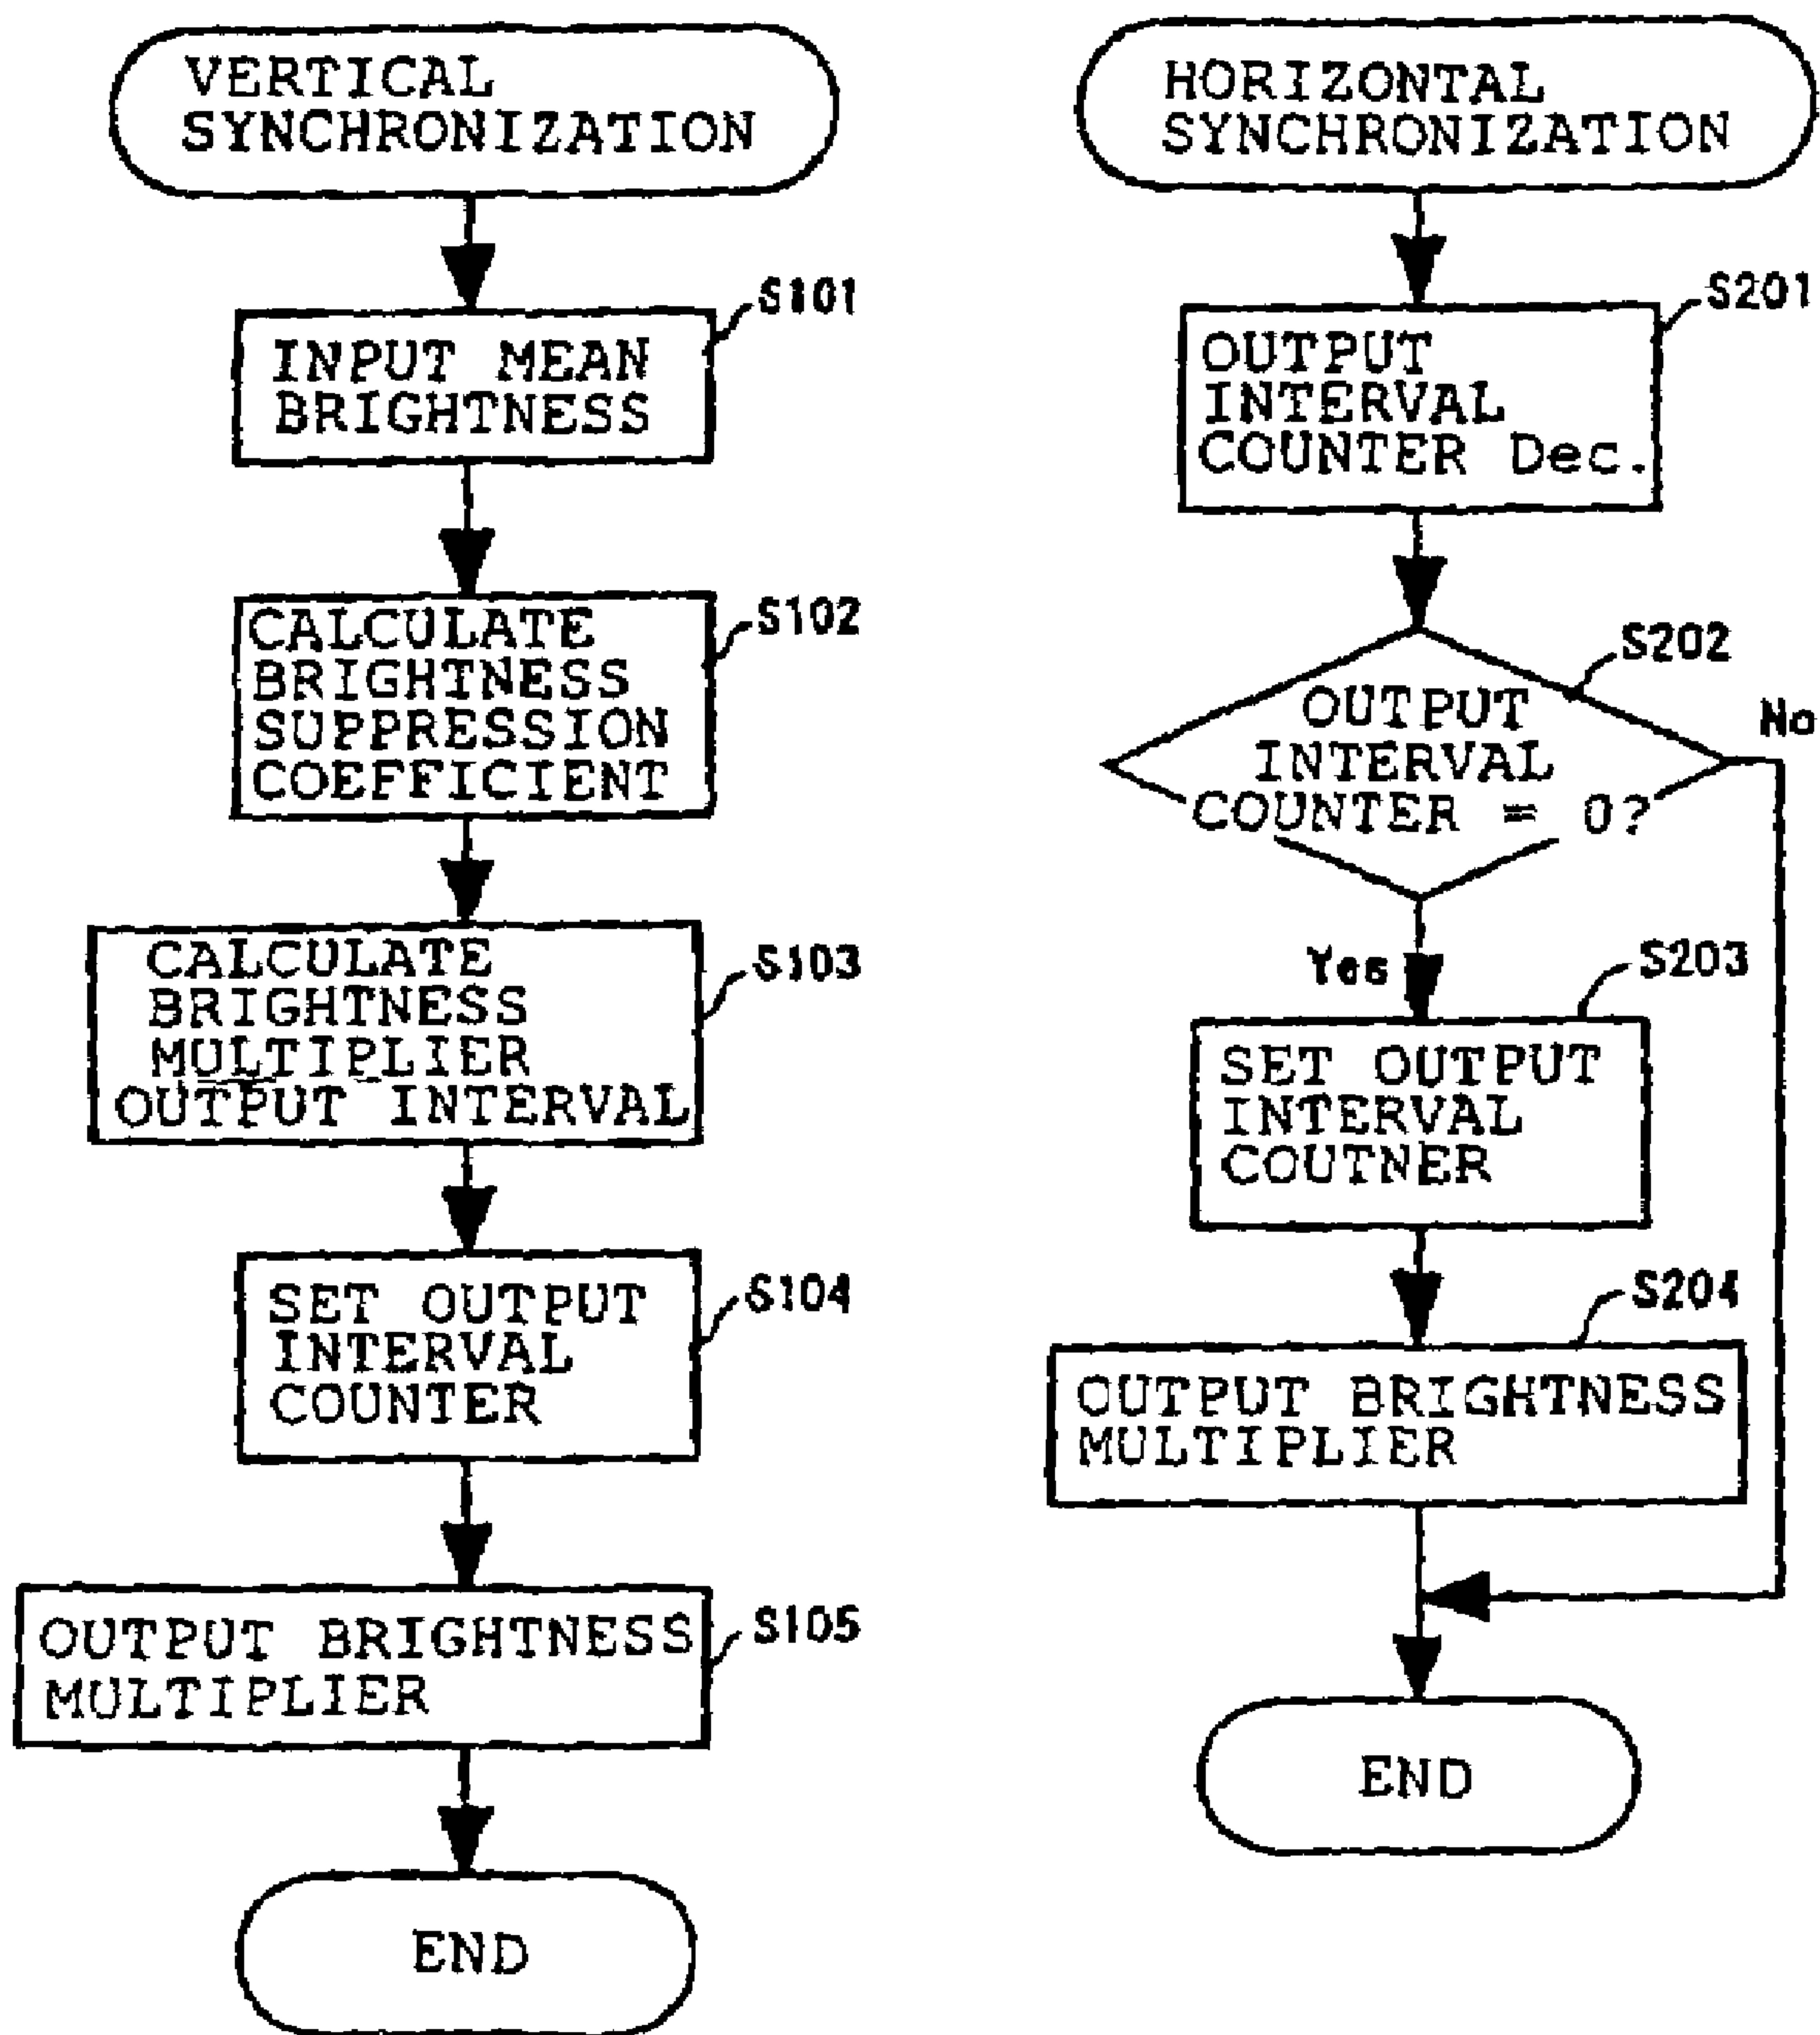 VERTICAL
SYNCHRONIZATION
S101
INPUT MEAN
BRIGHTNESS
S102
CALCULATE
BRIGHTNESS
SUPPRESSION
COEFFICIENT
S103
CALCULATE
BRIGHTNESS
MULTIPLIER
OUTPUT INTERVAL
S104
SET OUTPUT
INTERVAL
COUNTER
S105
OUTPUT BRIGHTNESS
MULTIPLIER
END
HORIZONTAL
SYNCHRONIZATION
S201
OUTPUT
INTERVAL
COUNTER Dec.
S202
OUTPUT
INTERVAL
COUNTER = 0?
No
Yes
S203
SET OUTPUT
INTERVAL
COUTNER
S204
OUTPUT BRIGHTNESS
MULTIPLIER
END